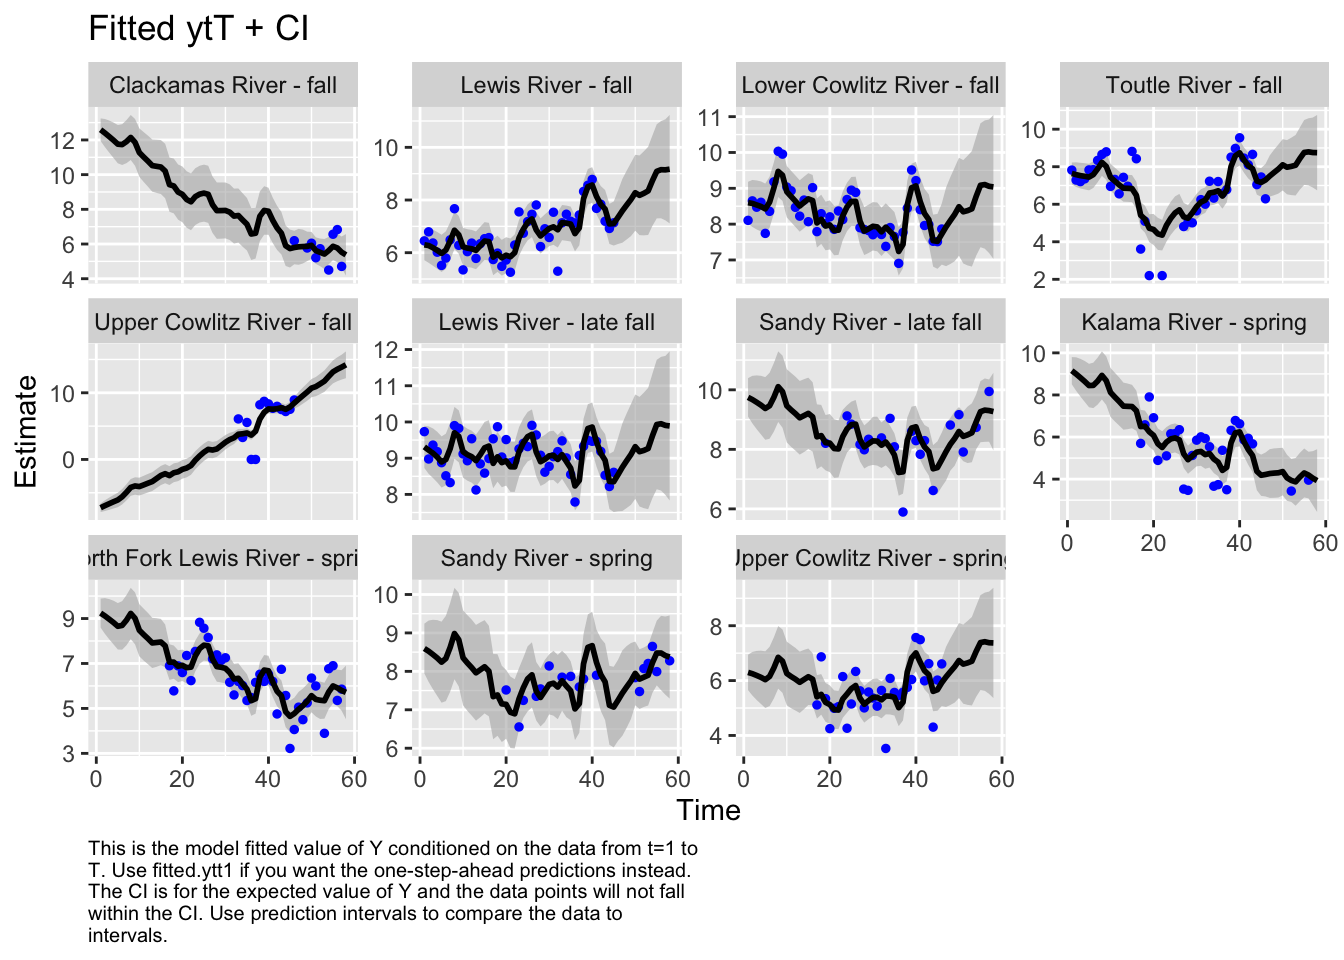 Fitted ytT + CI
Clackamas River - fall
Lewis River - fall
Lower Cowlitz River - fall
Toutle River - fall
12
10
8
6
4
10
8
6
11
10
9
8
7
10
8
6
4
2
Upper Cowlitz River - fall
Lewis River - late fall
Sandy River - late fall
Kalama River - spring
10
0
12
11
10
9
8
10
8
6
10
8
6
4
0 20 40 60
orth Fork Lewis River - spri
Sandy River - spring
Upper Cowlitz River - spring
9
7
5
3
10
9
8
7
6
8
6
4
0 20 40 60
0 20 40 60
0 20 40 60
Estimate
Time
This is the model fitted value of Y conditioned on the data from t=1 to
T. Use fitted.ytt1 if you want the one-step-ahead predictions instead.
The CI is for the expected value of Y and the data points will not fall
within the CI. Use prediction intervals to compare the data to
intervals.